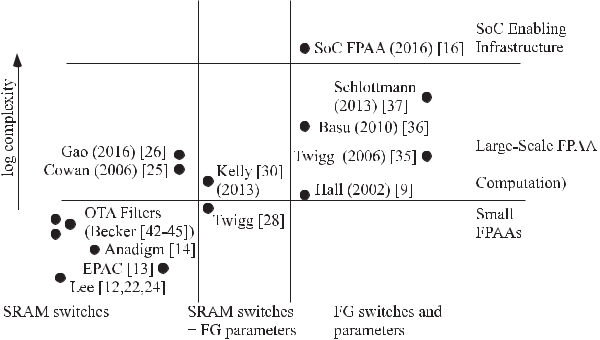 SoC Enabling
Infrastructure
SoC FPAA (2016) [16]
Schlottmann
(2013) [37]
Basu (2010) [36]
Twigg (2006) [35]
Hall (2002) [9]
Large-Scale FPAA
Computation)
Small
FPAAs
log complexity
Gao (2016) [26]
Cowan (2006) [25]
Kelly [30]
(2013)
Twigg [28]
OTA Filters
(Becker [42-45])
Anadigm [14]
EPAC [13]
Lee [12,22,24]
SRAM switches
SRAM switches
– FG parameters
FG switches and
parameters